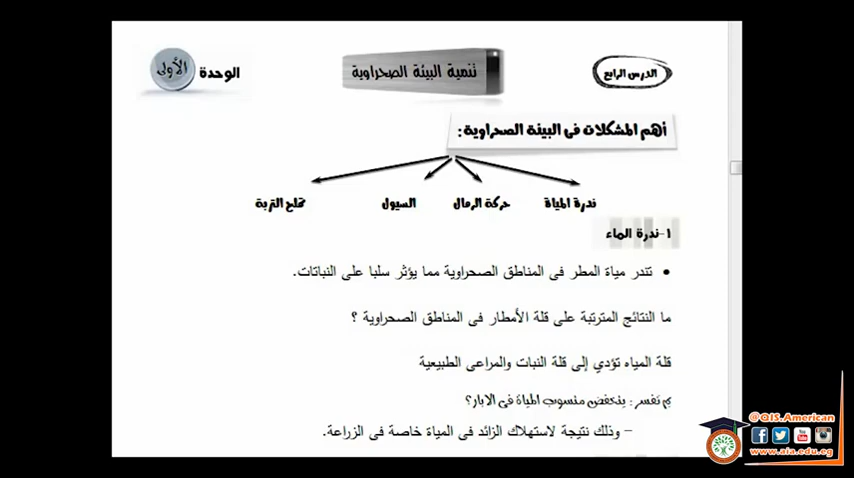 الدرس الرابع
تنمية البيئة الصحراوية
الوحدة الأولى
أهم المشكلات فى البيئة الصحراوية :
ندرة المياة حركة الرمال السيول تملح التربة
١- ندرة الماء
• تندر مياة المطر فى المناطق الصحراوية مما يؤثر سلبا على النباتات.
ما النتائج المترتبة على قلة الأمطار فى المناطق الصحراوية ؟
قلة المياه تؤدي إلى قلة النبات والمراعى الطبيعية
بم تفسر : ينخفض منسوب المياة فى الابار؟
– وذلك نتيجة لاستهلاك الزائد فى المياة خاصة فى الزراعة.
@OIS.American
www.aia.edu.eg